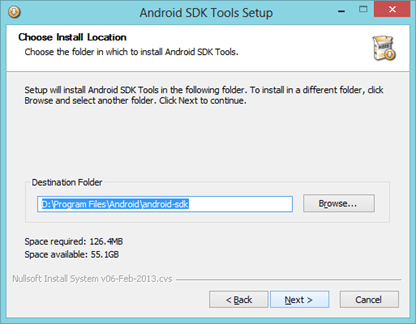 Android SDK Tools Setup
Choose Install Location
Choose the folder in which to install Android SDK Tools.
Setup will install Android SDK Tools in the following folder. To install in a different folder, click
Browse and select another folder. Click Next to continue.
Destination Folder
D:\Program Files\Android\android-sdk
Browse...
Space required: 126.4MB
Space available: 55.1GB
Nullsoft Install System v06-Feb-2013.cvs
< Back
Next >
Cancel